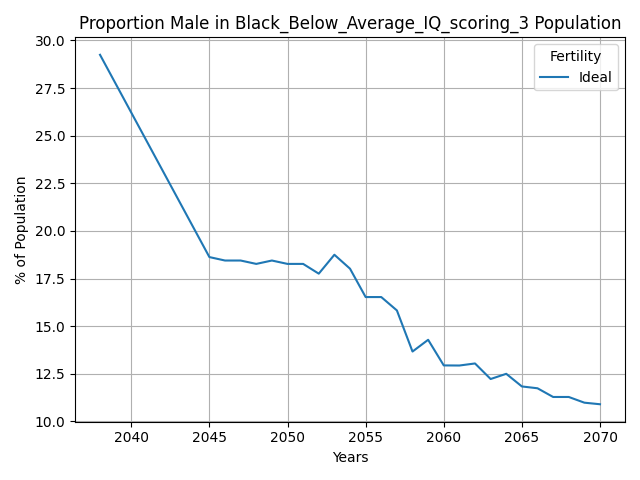 Proportion Male in Black_Below_Average_IQ_scoring_3 Population
30.0
27.5
25.0
22.5
20.0
17.5
15.0
12.5
10.0
% of Population
Fertility
Ideal
2040 2045 2050 2055 2060 2065 2070
Years